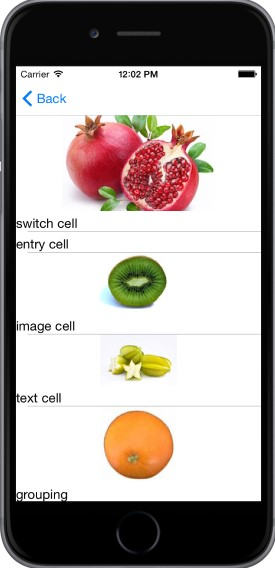 Carrier 12:02 PM
Back
switch cell
entry cell
image cell
text cell
grouping